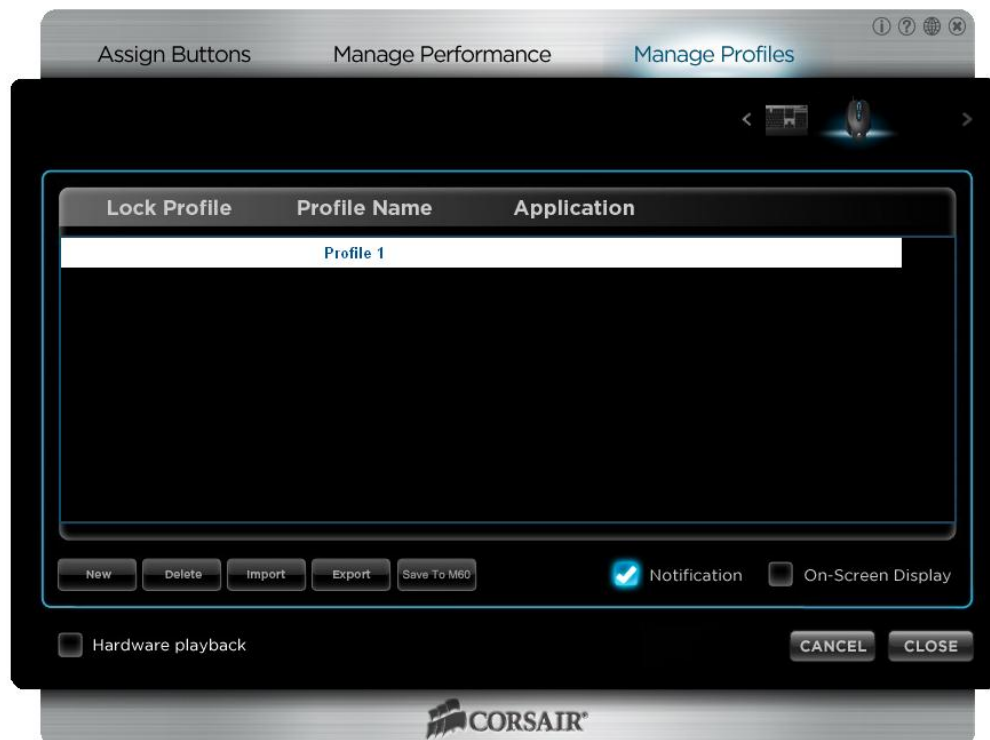 Assign Buttons Manage Performance Manage Profiles
Lock Profile Profile Name Application
Profile 1
New Delete Import Export Save To M60 Notification On-Screen Display
Hardware playback CANCEL CLOSE
CORSAIR